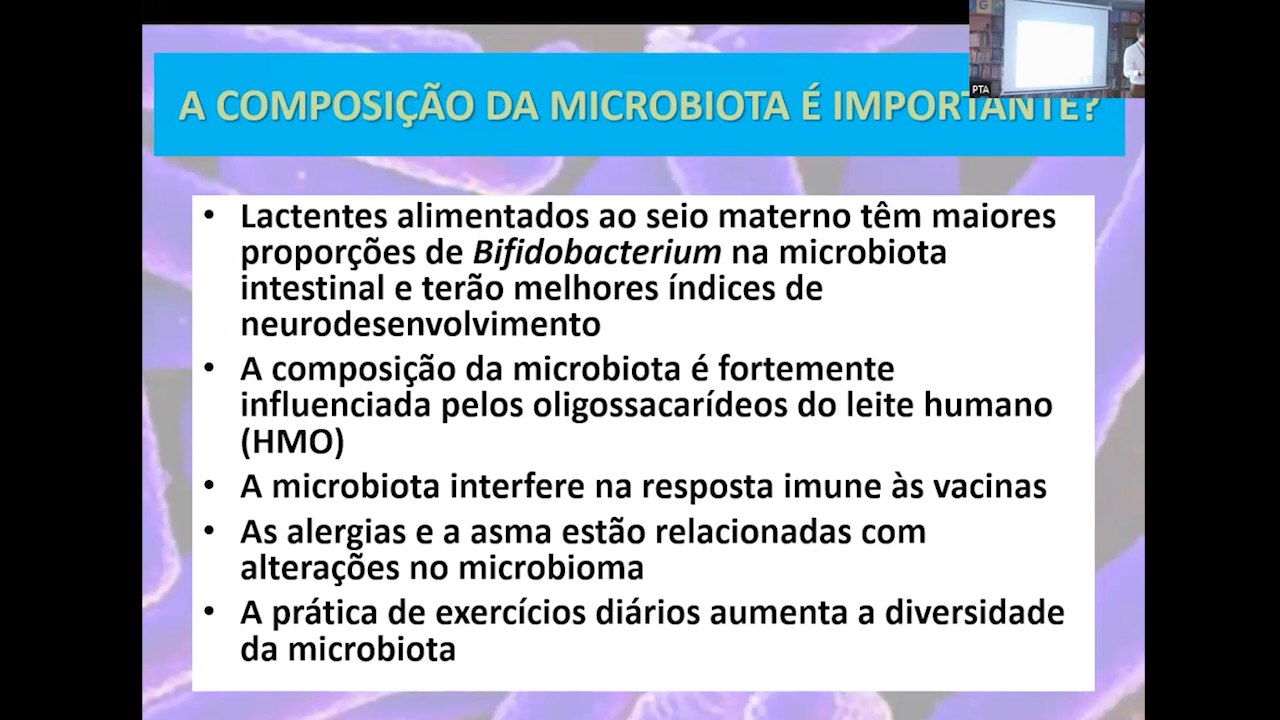 A COMPOSIÇÃO DA MICROBIOTA É IMPORTANTE?
PTA
• Lactentes alimentados ao seio materno têm maiores
proporções de Bifidobacterium na microbiota
intestinal e terão melhores índices de
neurodesenvolvimento
• A composição da microbiota é fortemente
influenciada pelos oligossacarídeos do leite humano
(HMO)
• A microbiota interfere na resposta imune às vacinas
• As alergias e a asma estão relacionadas com
alterações no microbioma
• A prática de exercícios diários aumenta a diversidade
da microbiota